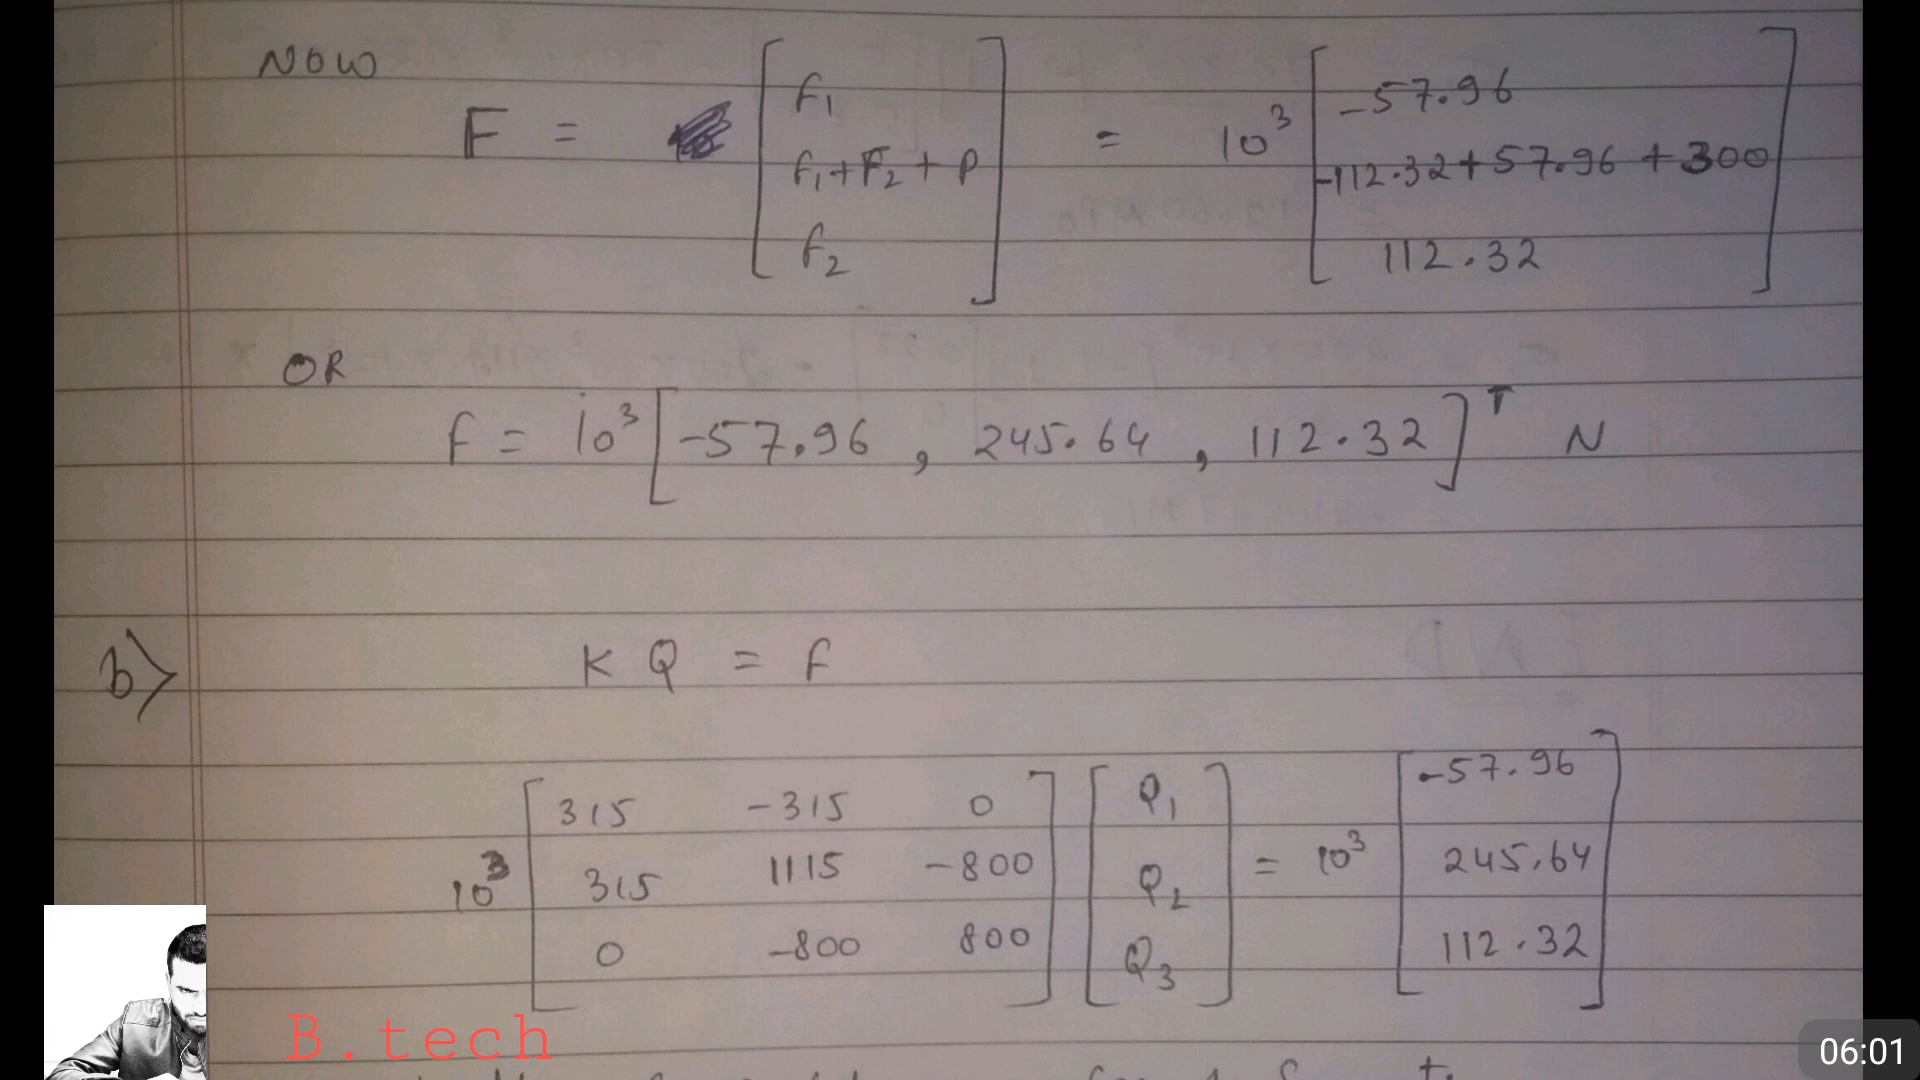 NOW
F = [ f₁ f₁+F₂+P f₂ ] = 10³ [ -57.96 -112.32+57.96+300 112.32 ]
OR
f = 10³ [ -57.96 , 245.64 , 112.32 ]ᵀ N
b> K Q = f
10³ [ 315 -315 0
315 1115 -800
0 -800 800 ] [ Q₁ Q₂ Q₃ ] = 10³ [ -57.96 245.64 112.32 ]
B.tech
06:01